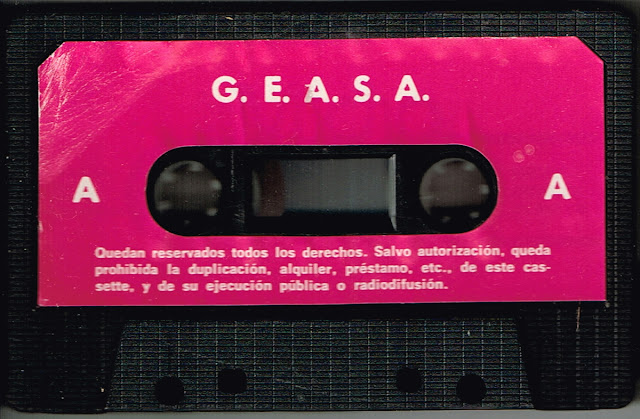 G. E. A. S. A.
A A
Quedan reservados todos los derechos. Salvo autorización, queda
prohibida la duplicación, alquiler, préstamo, etc., de este cas-
sette, y de su ejecución pública o radiodifusión.